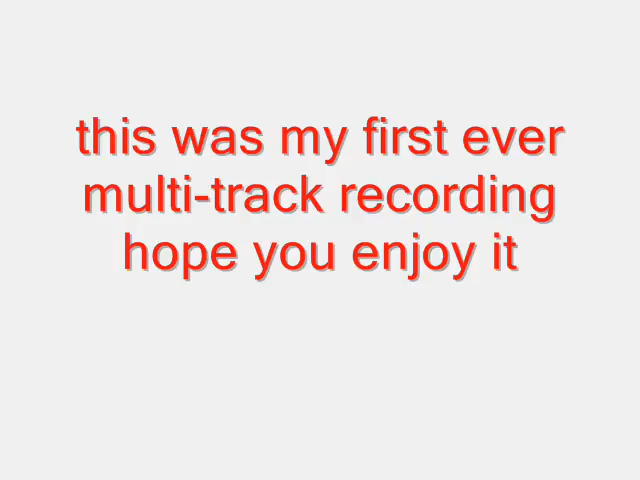 this was my first ever
multi-track recording
hope you enjoy it